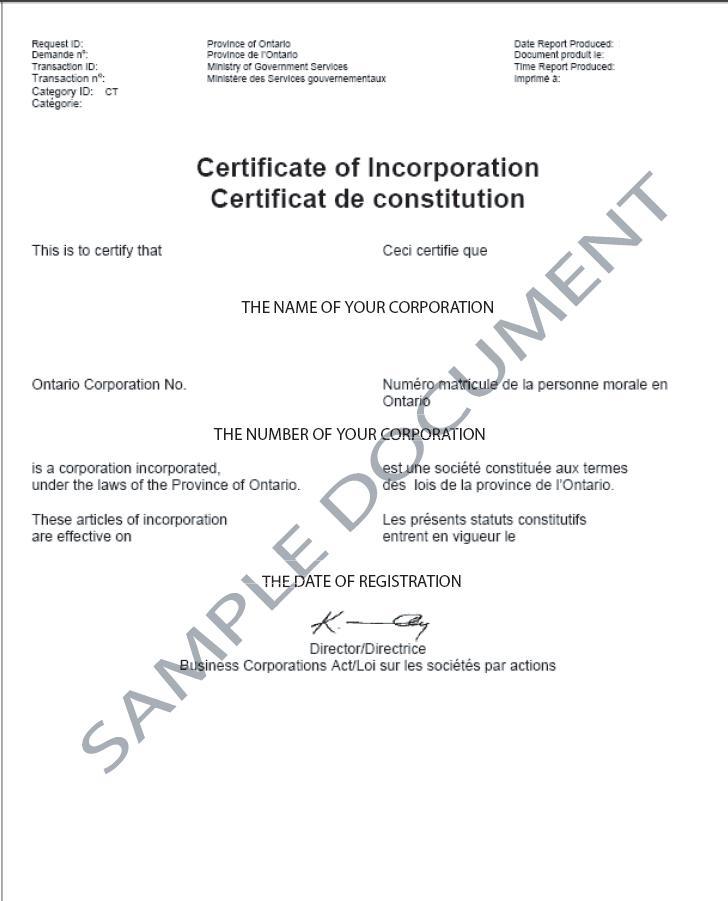 Request ID:
Demande n°:
Transaction ID:
Transaction n°:
Category ID: CT
Catégorie:
Province of Ontario
Province de l'Ontario
Ministry of Government Services
Ministère des Services gouvernementaux
Date Report Produced:
Document produit le:
Time Report Produced:
Imprimé à:
Certificate of Incorporation
Certificat de constitution
This is to certify that
Ceci certifie que
THE NAME OF YOUR CORPORATION
Ontario Corporation No.
Numéro matricule de la personne morale en
Ontario
THE NUMBER OF YOUR CORPORATION
is a corporation incorporated,
under the laws of the Province of Ontario.
est une société constituée aux termes
des lois de la province de l'Ontario.
These articles of incorporation
are effective on
Les présents statuts constitutifs
entrent en vigueur le
THE DATE OF REGISTRATION
Director/Directrice
Business Corporations Act/Loi sur les sociétés par actions
SAMPLE DOCUMENT